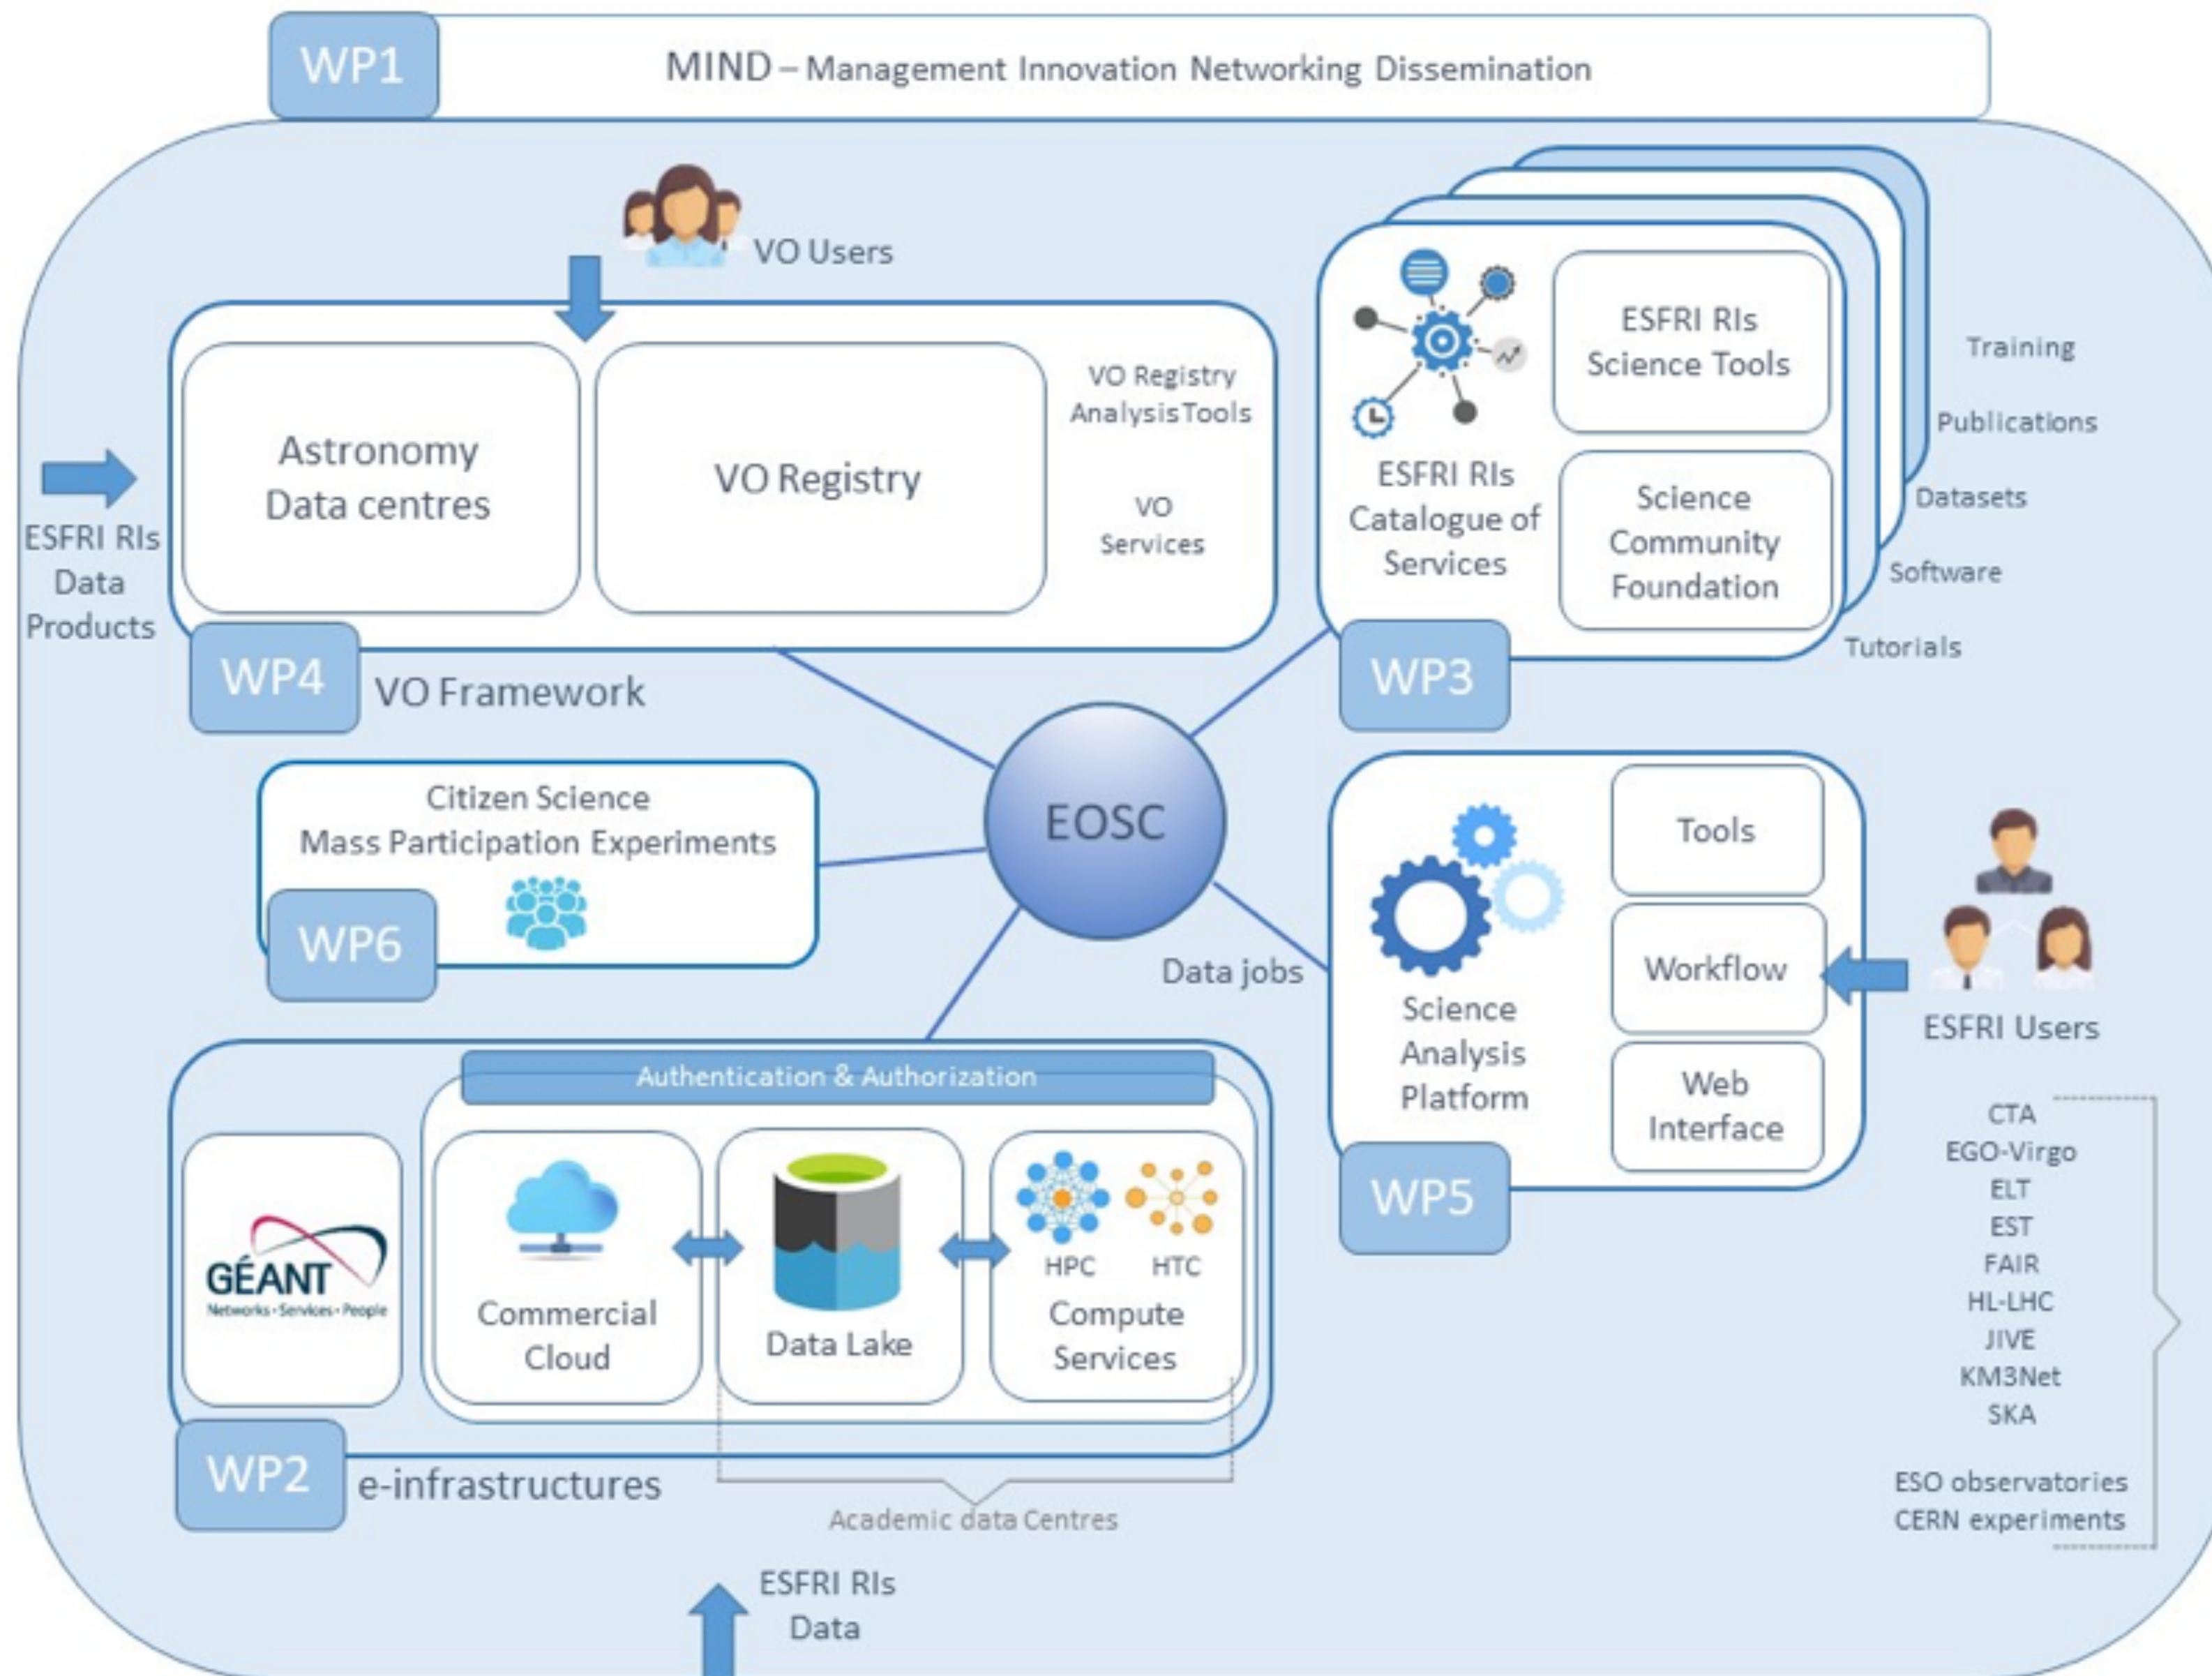 WP1
MIND – Management Innovation Networking Dissemination
VO Users
ESFRI RIs
Data
Products
Astronomy
Data centres
VO Registry
VO Registry
AnalysisTools
VO
Services
WP4
VO Framework
ESFRI RIs
Catalogue of
Services
ESFRI RIs
Science Tools
Science
Community
Foundation
Training
Publications
Datasets
Software
Tutorials
WP3
Citizen Science
Mass Participation Experiments
WP6
EOSC
Data jobs
Science
Analysis
Platform
Tools
Workflow
Web
Interface
WP5
ESFRI Users
CTA
EGO-Virgo
ELT
EST
FAIR
HL-LHC
JIVE
KM3Net
SKA
ESO observatories
CERN experiments
Authentication & Authorization
GÉANT
Networks · Services · People
Commercial
Cloud
Data Lake
HPC HTC
Compute
Services
WP2
e-infrastructures
Academic data Centres
ESFRI RIs
Data